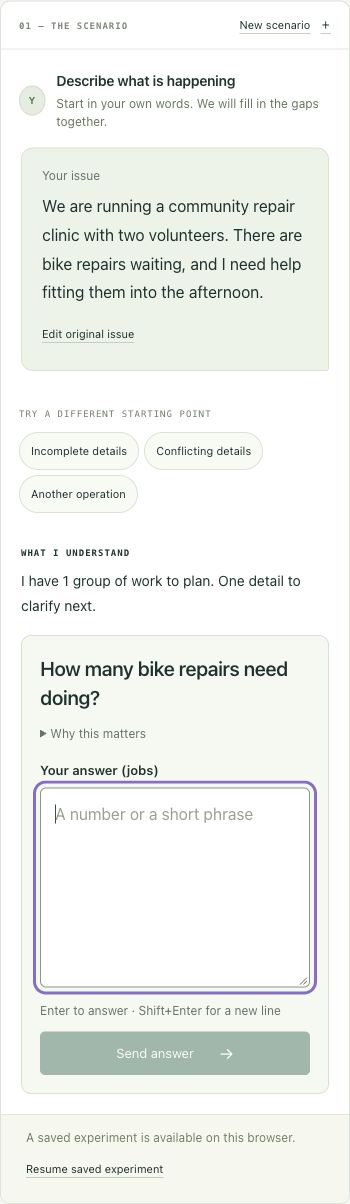 01 — THE SCENARIO
New scenario +
Y
Describe what is happening
Start in your own words. We will fill in the gaps
together.
Your issue
We are running a community repair
clinic with two volunteers. There are
bike repairs waiting, and I need help
fitting them into the afternoon.
Edit original issue
TRY A DIFFERENT STARTING POINT
Incomplete details
Conflicting details
Another operation
WHAT I UNDERSTAND
I have 1 group of work to plan. One detail to
clarify next.
How many bike repairs need
doing?
Why this matters
Your answer (jobs)
A number or a short phrase
Enter to answer · Shift+Enter for a new line
Send answer →
A saved experiment is available on this browser.
Resume saved experiment